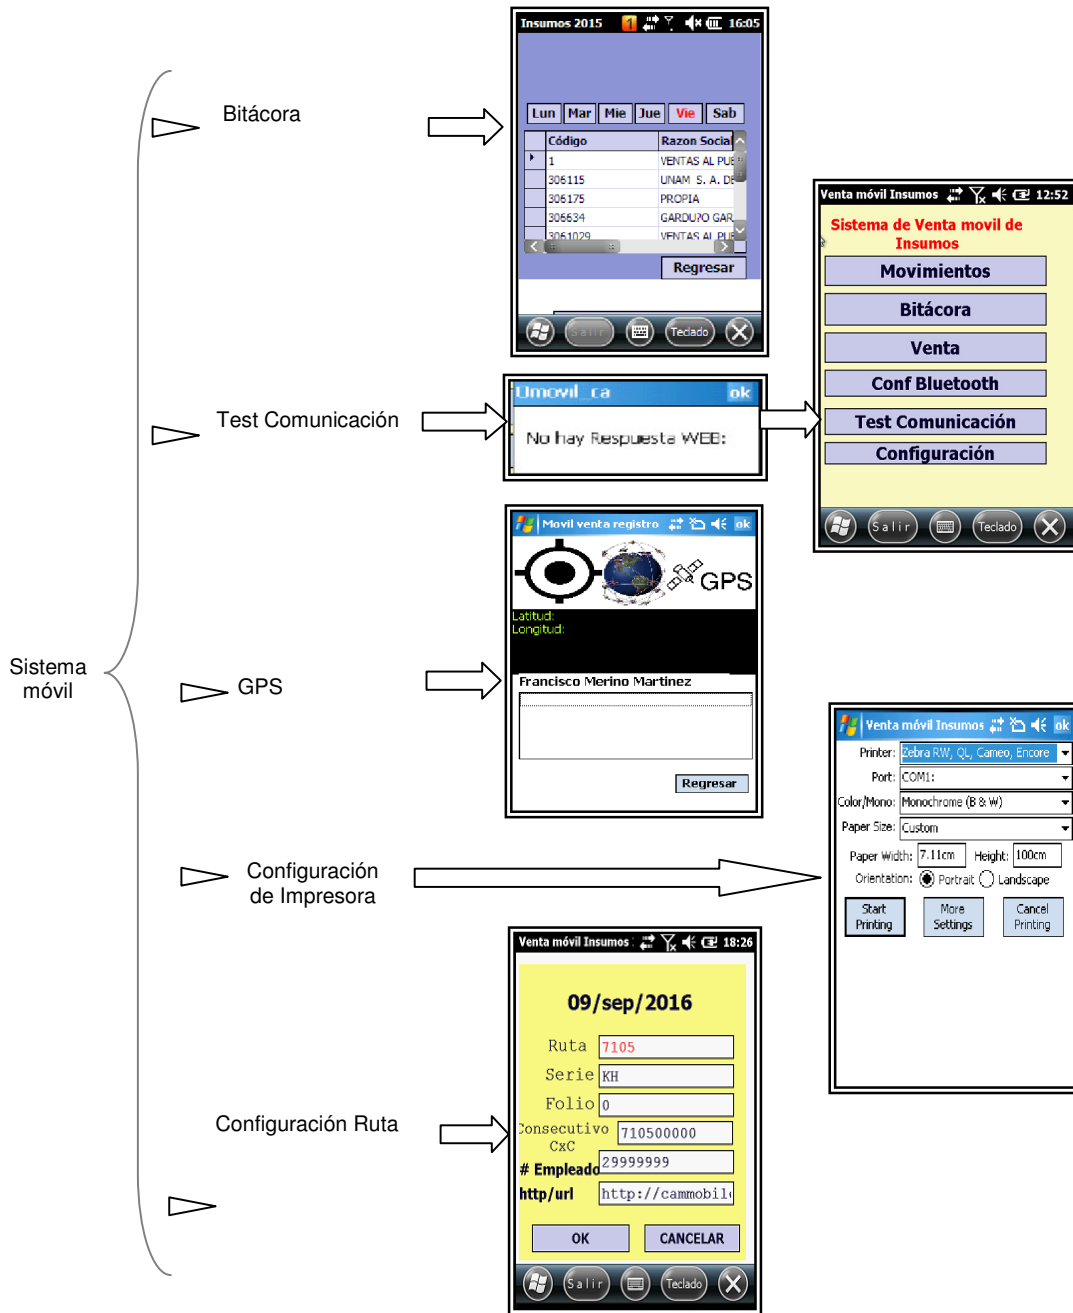 Insumos 2015 1 16:05
Lun Mar Mie Jue Vie Sab
Código Razon Social
1 VENTAS AL PUE
306115 UNAM S. A. DE
306175 PROPIA
306634 GARDU?O GAR
3061029 VENTAS AL PUE
Regresar
Salir Teclado
Bitácora
Venta móvil Insumos 12:52
Sistema de Venta movil de
Insumos
Movimientos
Bitácora
Venta
Conf Bluetooth
Test Comunicación
Configuración
Salir Teclado
Test Comunicación
Umovil_ca ok
No hay Respuesta WEB:
Movil venta registro ok
GPS
Latitud:
Longitud:
Francisco Merino Martinez
Regresar
Sistema
móvil
GPS
Venta móvil Insumos ok
Printer: Zebra RW, QL, Cameo, Encore
Port: COM1:
Color/Mono: Monochrome (B & W)
Paper Size: Custom
Paper Width: 7.11cm Height: 100cm
Orientation: Portrait Landscape
Start
Printing
More
Settings
Cancel
Printing
Configuración
de Impresora
Venta móvil Insumos 18:26
09/sep/2016
Ruta 7105
Serie KH
Folio 0
Consecutivo
CxC
710500000
# Empleado 29999999
http/url http://cammobile
OK CANCELAR
Salir Teclado
Configuración Ruta